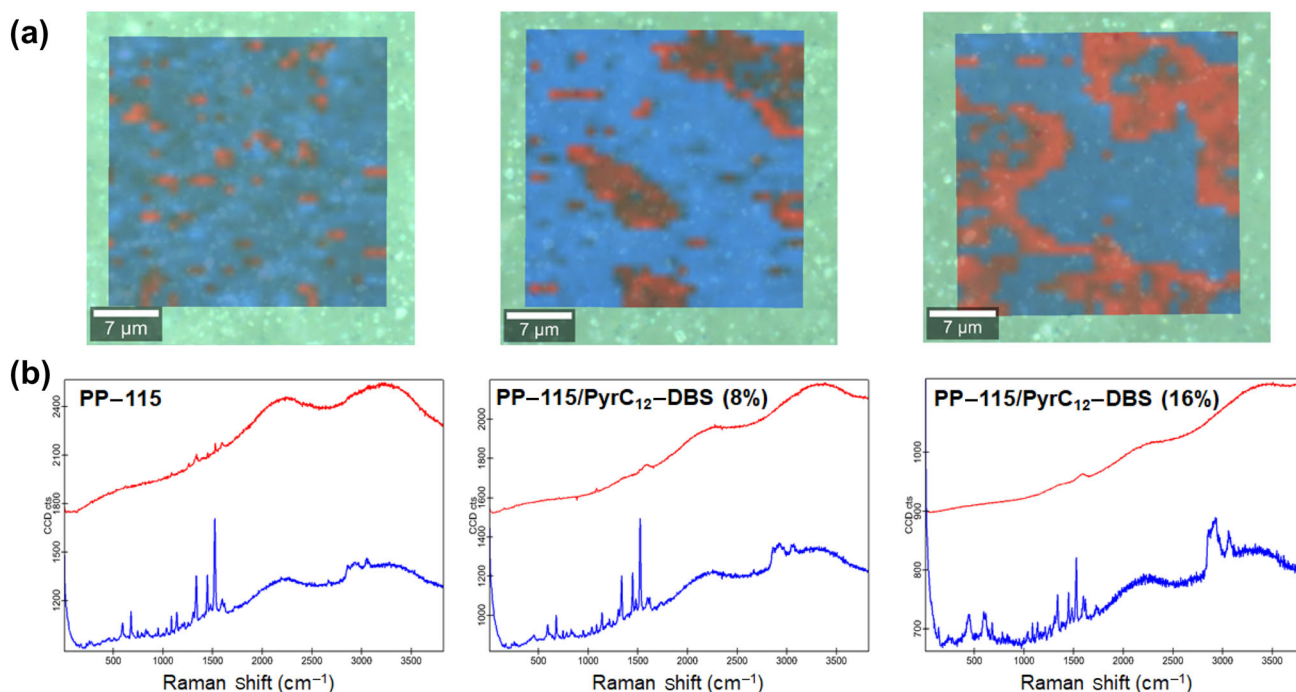 (a)
7 µm
7 µm
7 µm
(b)
PP–115
PP–115/PyrC₁₂–DBS (8%)
PP–115/PyrC₁₂–DBS (16%)
CCD cts
1200 1500 1800 2100 2400
500 1000 1500 2000 2500 3000 3500
Raman Shift (cm⁻¹)
CCD cts
1000 1200 1400 1600 1800 2000
500 1000 1500 2000 2500 3000 3500
Raman Shift (cm⁻¹)
CCD cts
700 800 900 1000
500 1000 1500 2000 2500 3000 3500
Raman Shift (cm⁻¹)